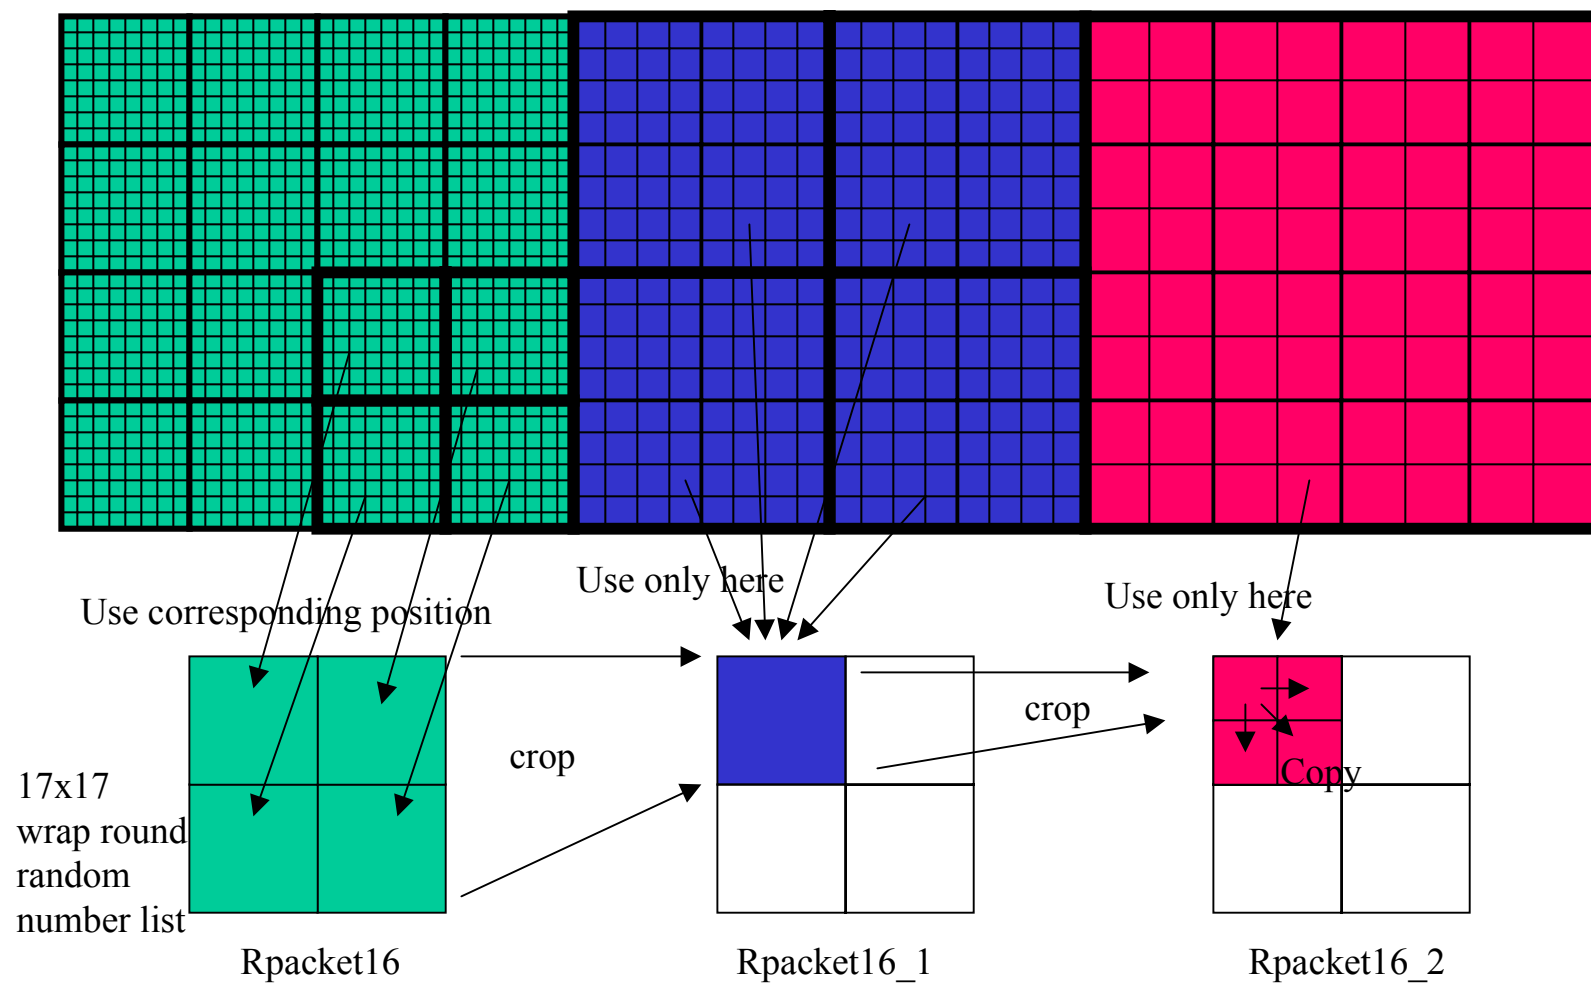 Use only here
Use only here
Use corresponding position
crop
crop
Copy
17x17
wrap round
random
number list
Rpacket16
Rpacket16_1
Rpacket16_2